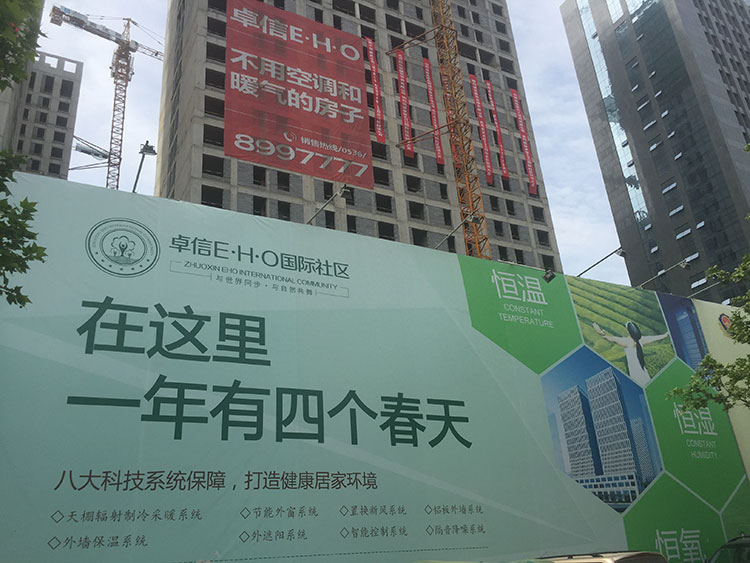 卓信E·H·O
不用空调和
暖气的房子
销售热线/0536/
8997777
卓信E·H·O国际社区
ZHUOXIN EHO INTERNATIONAL COMMUNITY
与世界同步·与自然共舞
在这里
一年有四个春天
八大科技系统保障，打造健康居家环境
◇天棚辐射制冷采暖系统 ◇节能外窗系统 ◇置换新风系统 ◇铝板外墙系统
◇外墙保温系统 ◇外遮阳系统 ◇智能控制系统 ◇隔音降噪系统
恒温
CONSTANT
TEMPERATURE
恒湿
CONSTANT
HUMIDITY
恒氧